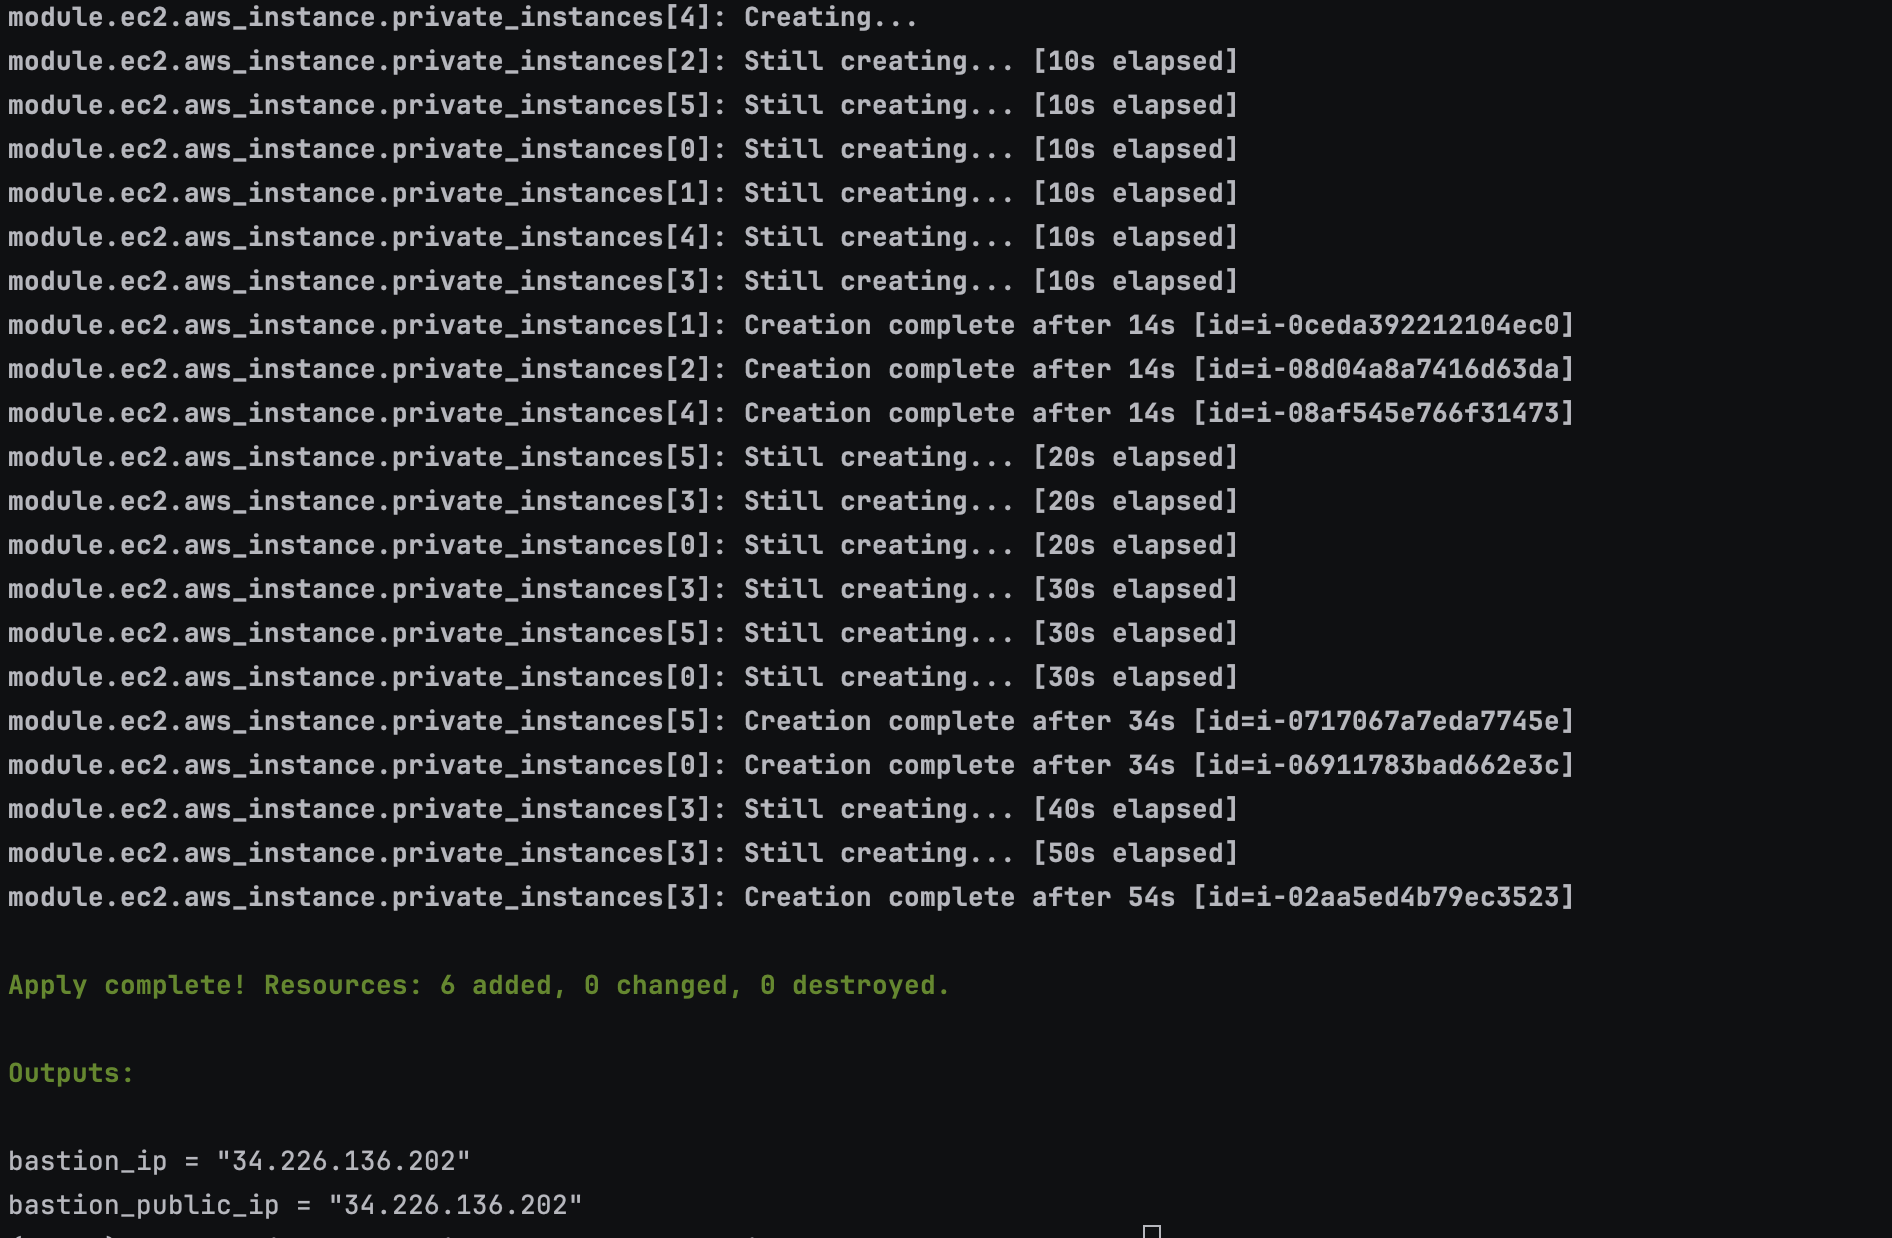 module.ec2.aws_instance.private_instances[4]: Creating...
module.ec2.aws_instance.private_instances[2]: Still creating... [10s elapsed]
module.ec2.aws_instance.private_instances[5]: Still creating... [10s elapsed]
module.ec2.aws_instance.private_instances[0]: Still creating... [10s elapsed]
module.ec2.aws_instance.private_instances[1]: Still creating... [10s elapsed]
module.ec2.aws_instance.private_instances[4]: Still creating... [10s elapsed]
module.ec2.aws_instance.private_instances[3]: Still creating... [10s elapsed]
module.ec2.aws_instance.private_instances[1]: Creation complete after 14s [id=i-0ceda392212104ec0]
module.ec2.aws_instance.private_instances[2]: Creation complete after 14s [id=i-08d04a8a7416d63da]
module.ec2.aws_instance.private_instances[4]: Creation complete after 14s [id=i-08af545e766f31473]
module.ec2.aws_instance.private_instances[5]: Still creating... [20s elapsed]
module.ec2.aws_instance.private_instances[3]: Still creating... [20s elapsed]
module.ec2.aws_instance.private_instances[0]: Still creating... [20s elapsed]
module.ec2.aws_instance.private_instances[3]: Still creating... [30s elapsed]
module.ec2.aws_instance.private_instances[5]: Still creating... [30s elapsed]
module.ec2.aws_instance.private_instances[0]: Still creating... [30s elapsed]
module.ec2.aws_instance.private_instances[5]: Creation complete after 34s [id=i-0717067a7eda7745e]
module.ec2.aws_instance.private_instances[0]: Creation complete after 34s [id=i-06911783bad662e3c]
module.ec2.aws_instance.private_instances[3]: Still creating... [40s elapsed]
module.ec2.aws_instance.private_instances[3]: Still creating... [50s elapsed]
module.ec2.aws_instance.private_instances[3]: Creation complete after 54s [id=i-02aa5ed4b79ec3523]
Apply complete! Resources: 6 added, 0 changed, 0 destroyed.
Outputs:
bastion_ip = "34.226.136.202"
bastion_public_ip = "34.226.136.202"